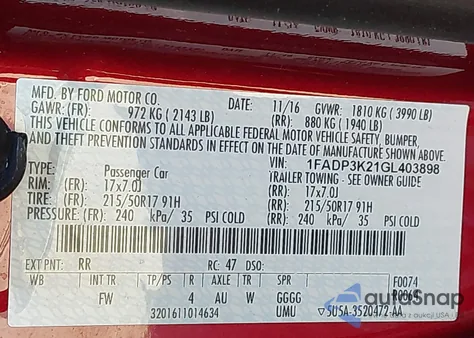 MFD. BY FORD MOTOR CO.
DATE: 11/16 GVWR: 1810 KG ( 3990 LB)
GAWR: (FR) 972 KG ( 2143 LB) (RR) 880 KG ( 1940 LB)
THIS VEHICLE CONFORMS TO ALL APPLICABLE FEDERAL MOTOR VEHICLE SAFETY, BUMPER,
AND THEFT PREVENTION STANDARDS IN EFFECT ON THE DATE OF MANUFACTURE SHOWN ABOVE.
VIN: 1FADP3K21GL403898
TYPE: Passenger Car TRAILER TOWING - SEE OWNER GUIDE
RIM: (FR) 17x7.0J (RR): 17x7.0J
TIRE: (FR) 215/50R17 91H (RR): 215/50R17 91H
PRESSURE: (FR) 240 kPa/ 35 PSI COLD (RR): 240 kPa/ 35 PSI COLD
EXT PNT: RR RC: 47 DSO: F0074
WB INT TR TP/PS R AXLE TR SPR R0064
FW 4 AU W GGGG
3201611014634 UMU 5U5A-3520472-AA
autoSnap